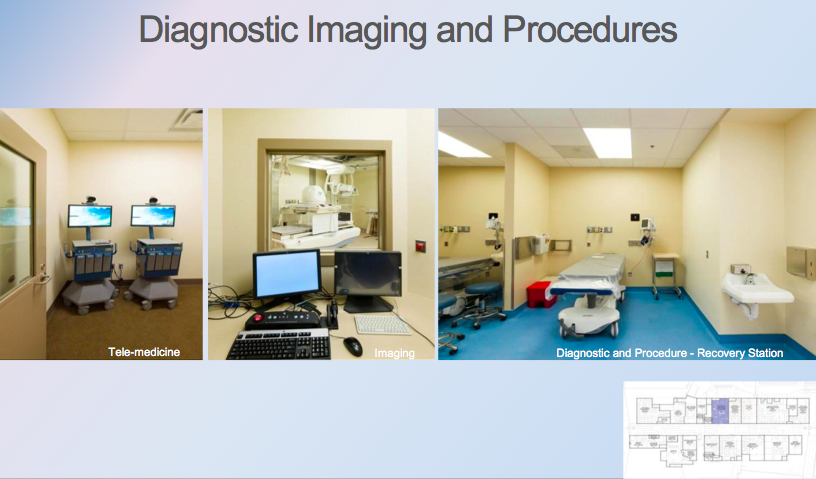 Diagnostic Imaging and Procedures
Tele-medicine
Imaging
Diagnostic and Procedure - Recovery Station